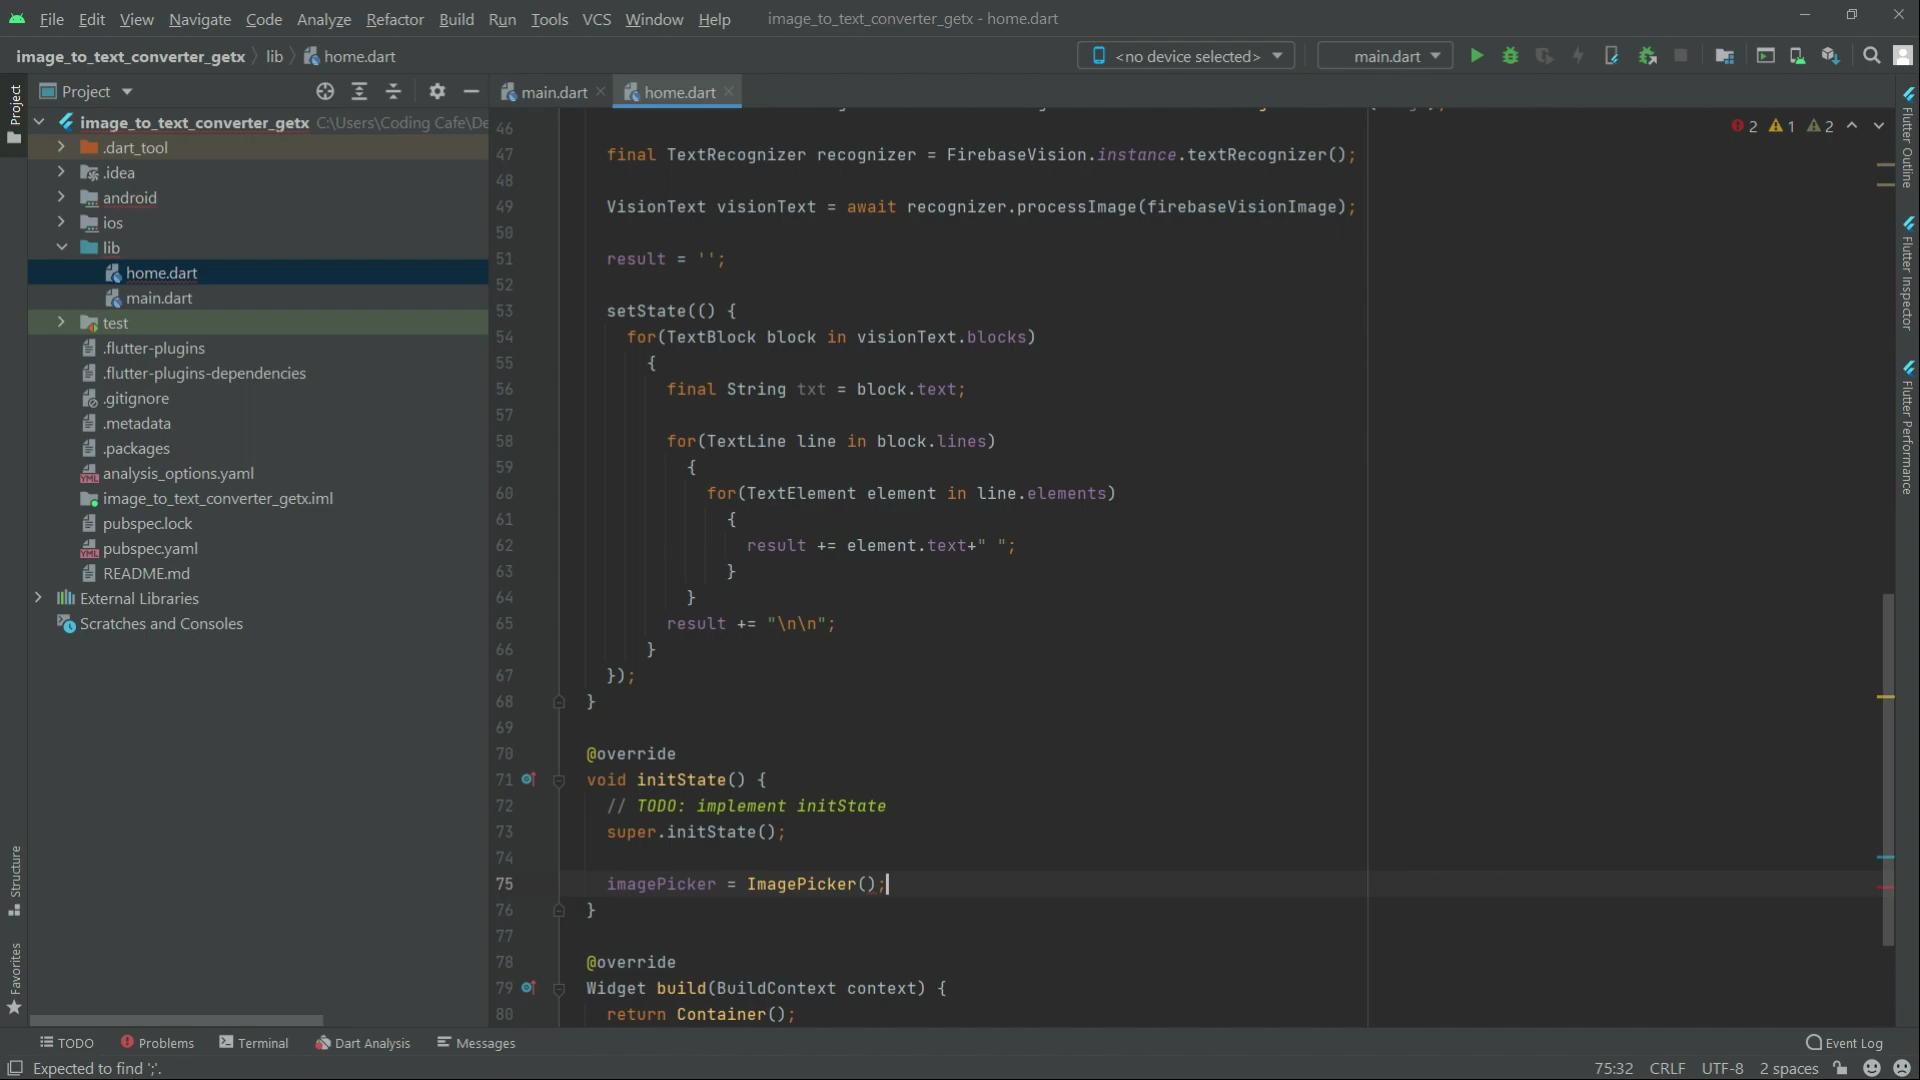 File Edit View Navigate Code Analyze Refactor Build Run Tools VCS Window Help image_to_text_converter_getx - home.dart
image_to_text_converter_getx lib home.dart <no device selected> main.dart
Project main.dart home.dart
image_to_text_converter_getx C:\Users\Coding Cafe\De
.dart_tool
.idea
android
ios
lib
home.dart
main.dart
test
.flutter-plugins
.flutter-plugins-dependencies
.gitignore
.metadata
.packages
analysis_options.yaml
image_to_text_converter_getx.iml
pubspec.lock
pubspec.yaml
README.md
External Libraries
Scratches and Consoles
Project
Structure
Favorites
2 1 2
46
47 final TextRecognizer recognizer = FirebaseVision.instance.textRecognizer();
48
49 VisionText visionText = await recognizer.processImage(firebaseVisionImage);
50
51 result = '';
52
53 setState(() {
54 for(TextBlock block in visionText.blocks)
55 {
56 final String txt = block.text;
57
58 for(TextLine line in block.lines)
59 {
60 for(TextElement element in line.elements)
61 {
62 result += element.text+" ";
63 }
64 }
65 result += "\n\n";
66 }
67 });
68 }
69
70 @override
71 void initState() {
72 // TODO: implement initState
73 super.initState();
74
75 imagePicker = ImagePicker();
76 }
77
78 @override
79 Widget build(BuildContext context) {
80 return Container();
Flutter Outline
Flutter Inspector
Flutter Performance
TODO Problems Terminal Dart Analysis Messages Event Log
Expected to find ';'. 75:32 CRLF UTF-8 2 spaces